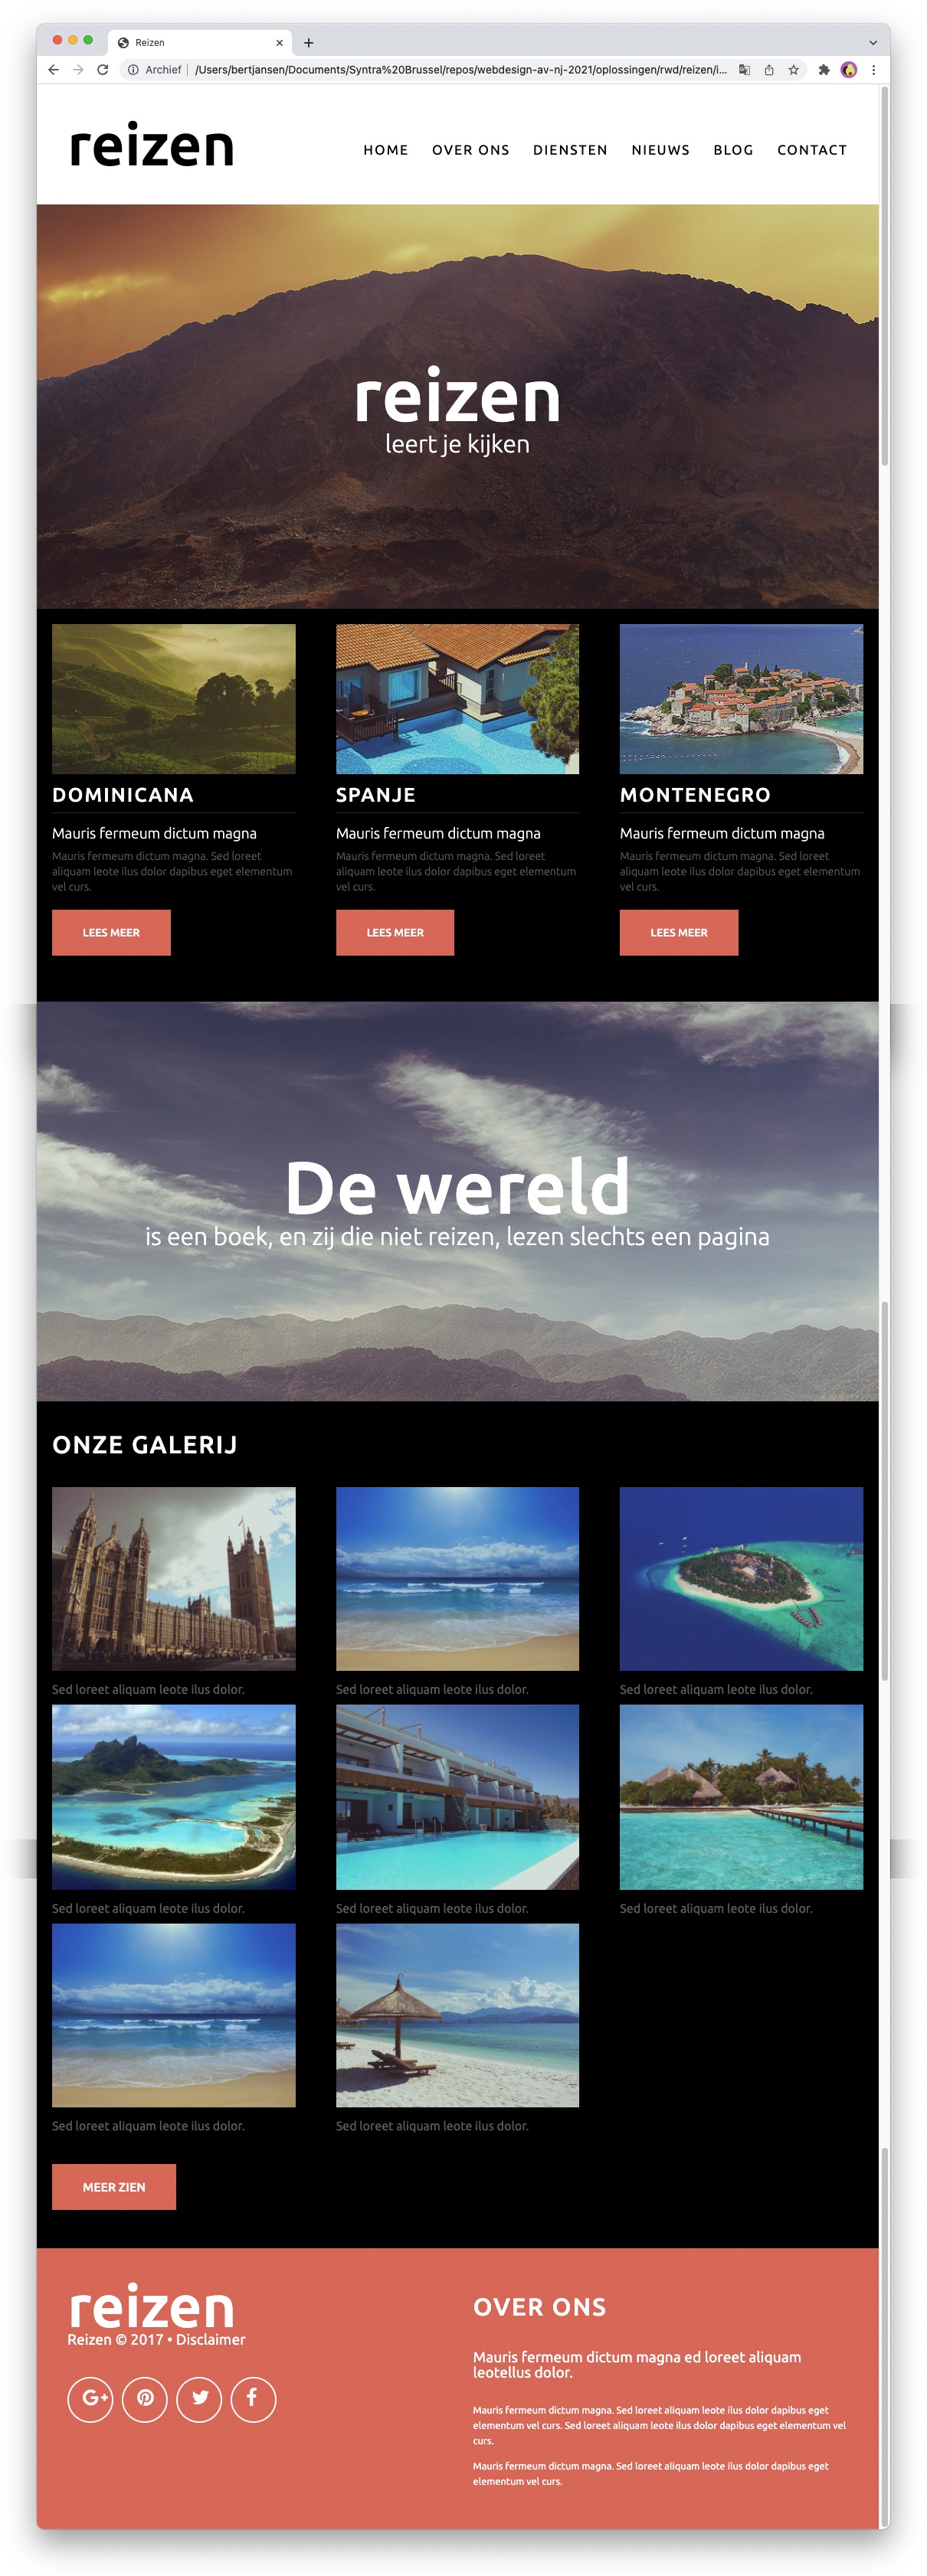 Reizen
Archief
/Users/bertjansen/Documents/Syntra%20Brussel/repos/webdesign-av-nj-2021/oplossingen/rwd/reizen/i...
reizen
HOME OVER ONS DIENSTEN NIEUWS BLOG CONTACT
reizen
leert je kijken
DOMINICANA
Mauris fermeum dictum magna
Mauris fermeum dictum magna. Sed loreet
aliquam leote ilus dolor dapibus eget elementum
vel curs.
LEES MEER
SPANJE
Mauris fermeum dictum magna
Mauris fermeum dictum magna. Sed loreet
aliquam leote ilus dolor dapibus eget elementum
vel curs.
LEES MEER
MONTENEGRO
Mauris fermeum dictum magna
Mauris fermeum dictum magna. Sed loreet
aliquam leote ilus dolor dapibus eget elementum
vel curs.
LEES MEER
De wereld
is een boek, en zij die niet reizen, lezen slechts een pagina
ONZE GALERIJ
Sed loreet aliquam leote ilus dolor.
Sed loreet aliquam leote ilus dolor.
Sed loreet aliquam leote ilus dolor.
Sed loreet aliquam leote ilus dolor.
Sed loreet aliquam leote ilus dolor.
Sed loreet aliquam leote ilus dolor.
Sed loreet aliquam leote ilus dolor.
Sed loreet aliquam leote ilus dolor.
MEER ZIEN
reizen
Reizen © 2017 • Disclaimer
OVER ONS
Mauris fermeum dictum magna ed loreet aliquam
leotellus dolor.
Mauris fermeum dictum magna. Sed loreet aliquam leote ilus dolor dapibus eget
elementum vel curs. Sed loreet aliquam leote ilus dolor dapibus eget elementum vel
curs.
Mauris fermeum dictum magna. Sed loreet aliquam leote ilus dolor dapibus eget
elementum vel curs.